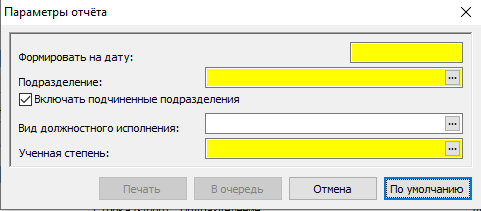 Параметры отчёта
Формировать на дату:
Подразделение:
Включать подчиненные подразделения
Вид должностного исполнения:
Ученная степень:
Печать В очередь Отмена По умолчанию